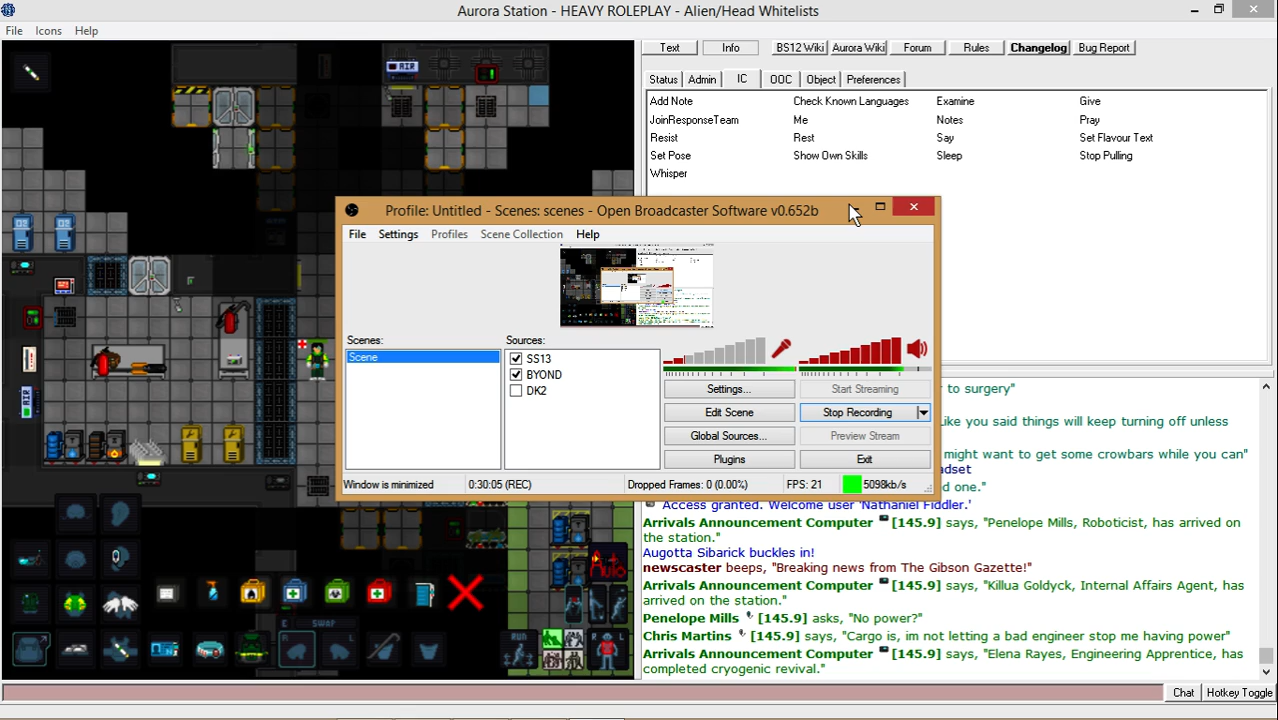 Aurora Station - HEAVY ROLEPLAY - Alien/Head Whitelists
File Icons Help
Text Info BS12 Wiki Aurora Wiki Forum Rules Changelog Bug Report
Status Admin IC OOC Object Preferences
Add Note Check Known Languages Examine Give
JoinResponseTeam Me Notes Pray
Resist Rest Say Set Flavour Text
Set Pose Show Own Skills Sleep Stop Pulling
Whisper
AIR
Profile: Untitled - Scenes: scenes - Open Broadcaster Software v0.652b
File Settings Profiles Scene Collection Help
Scenes: Sources:
Scene
SS13
BYOND
DK2
Settings... Start Streaming
Edit Scene Stop Recording
Global Sources... Preview Stream
Plugins Exit
Window is minimized 0:30:05 (REC) Dropped Frames: 0 (0.00%) FPS: 21 5098kb/s
AIR
to surgery"
like you said things will keep turning off unless
might want to get some crowbars while you can"
adset
d one."
Access granted. Welcome user 'Nathaniel Fiddler.'
Arrivals Announcement Computer [145.9] says, "Penelope Mills, Roboticist, has arrived on
the station."
Augotta Sibarick buckles in!
newscaster beeps, "Breaking news from The Gibson Gazette!"
Arrivals Announcement Computer [145.9] says, "Killua Goldyck, Internal Affairs Agent, has
arrived on the station."
Penelope Mills [145.9] asks, "No power?"
Chris Martins [145.9] says, "Cargo is, im not letting a bad engineer stop me having power"
Arrivals Announcement Computer [145.9] says, "Elena Rayes, Engineering Apprentice, has
completed cryogenic revival."
E SWAP
R L
RUN
R L
Chat Hotkey Toggle